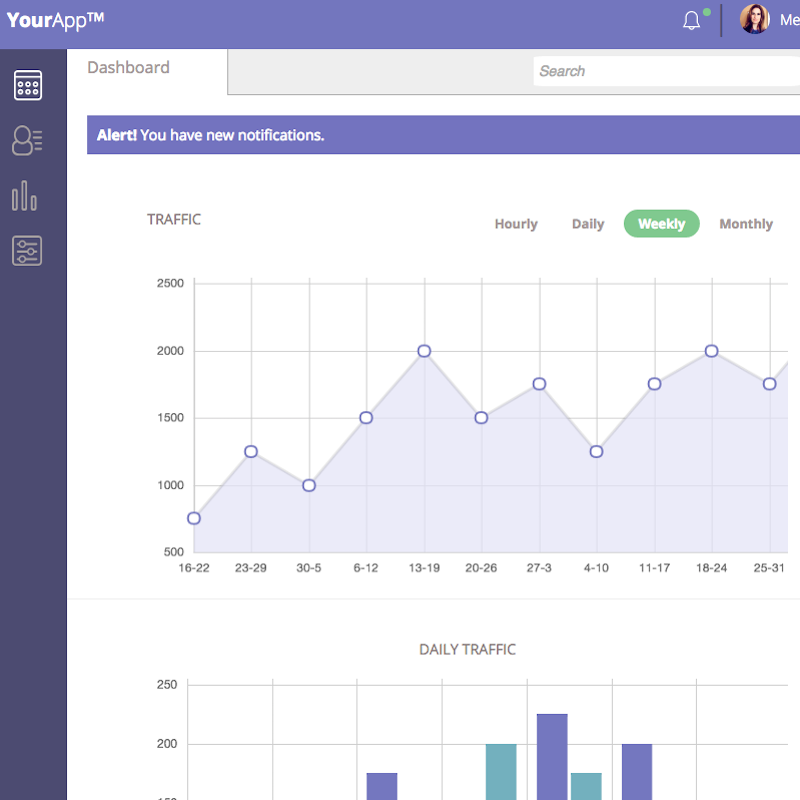 YourApp™
Me
Dashboard
Search
Alert! You have new notifications.
TRAFFIC
Hourly Daily Weekly Monthly
2500
2000
1500
1000
500
16-22 23-29 30-5 6-12 13-19 20-26 27-3 4-10 11-17 18-24 25-31
DAILY TRAFFIC
250
200